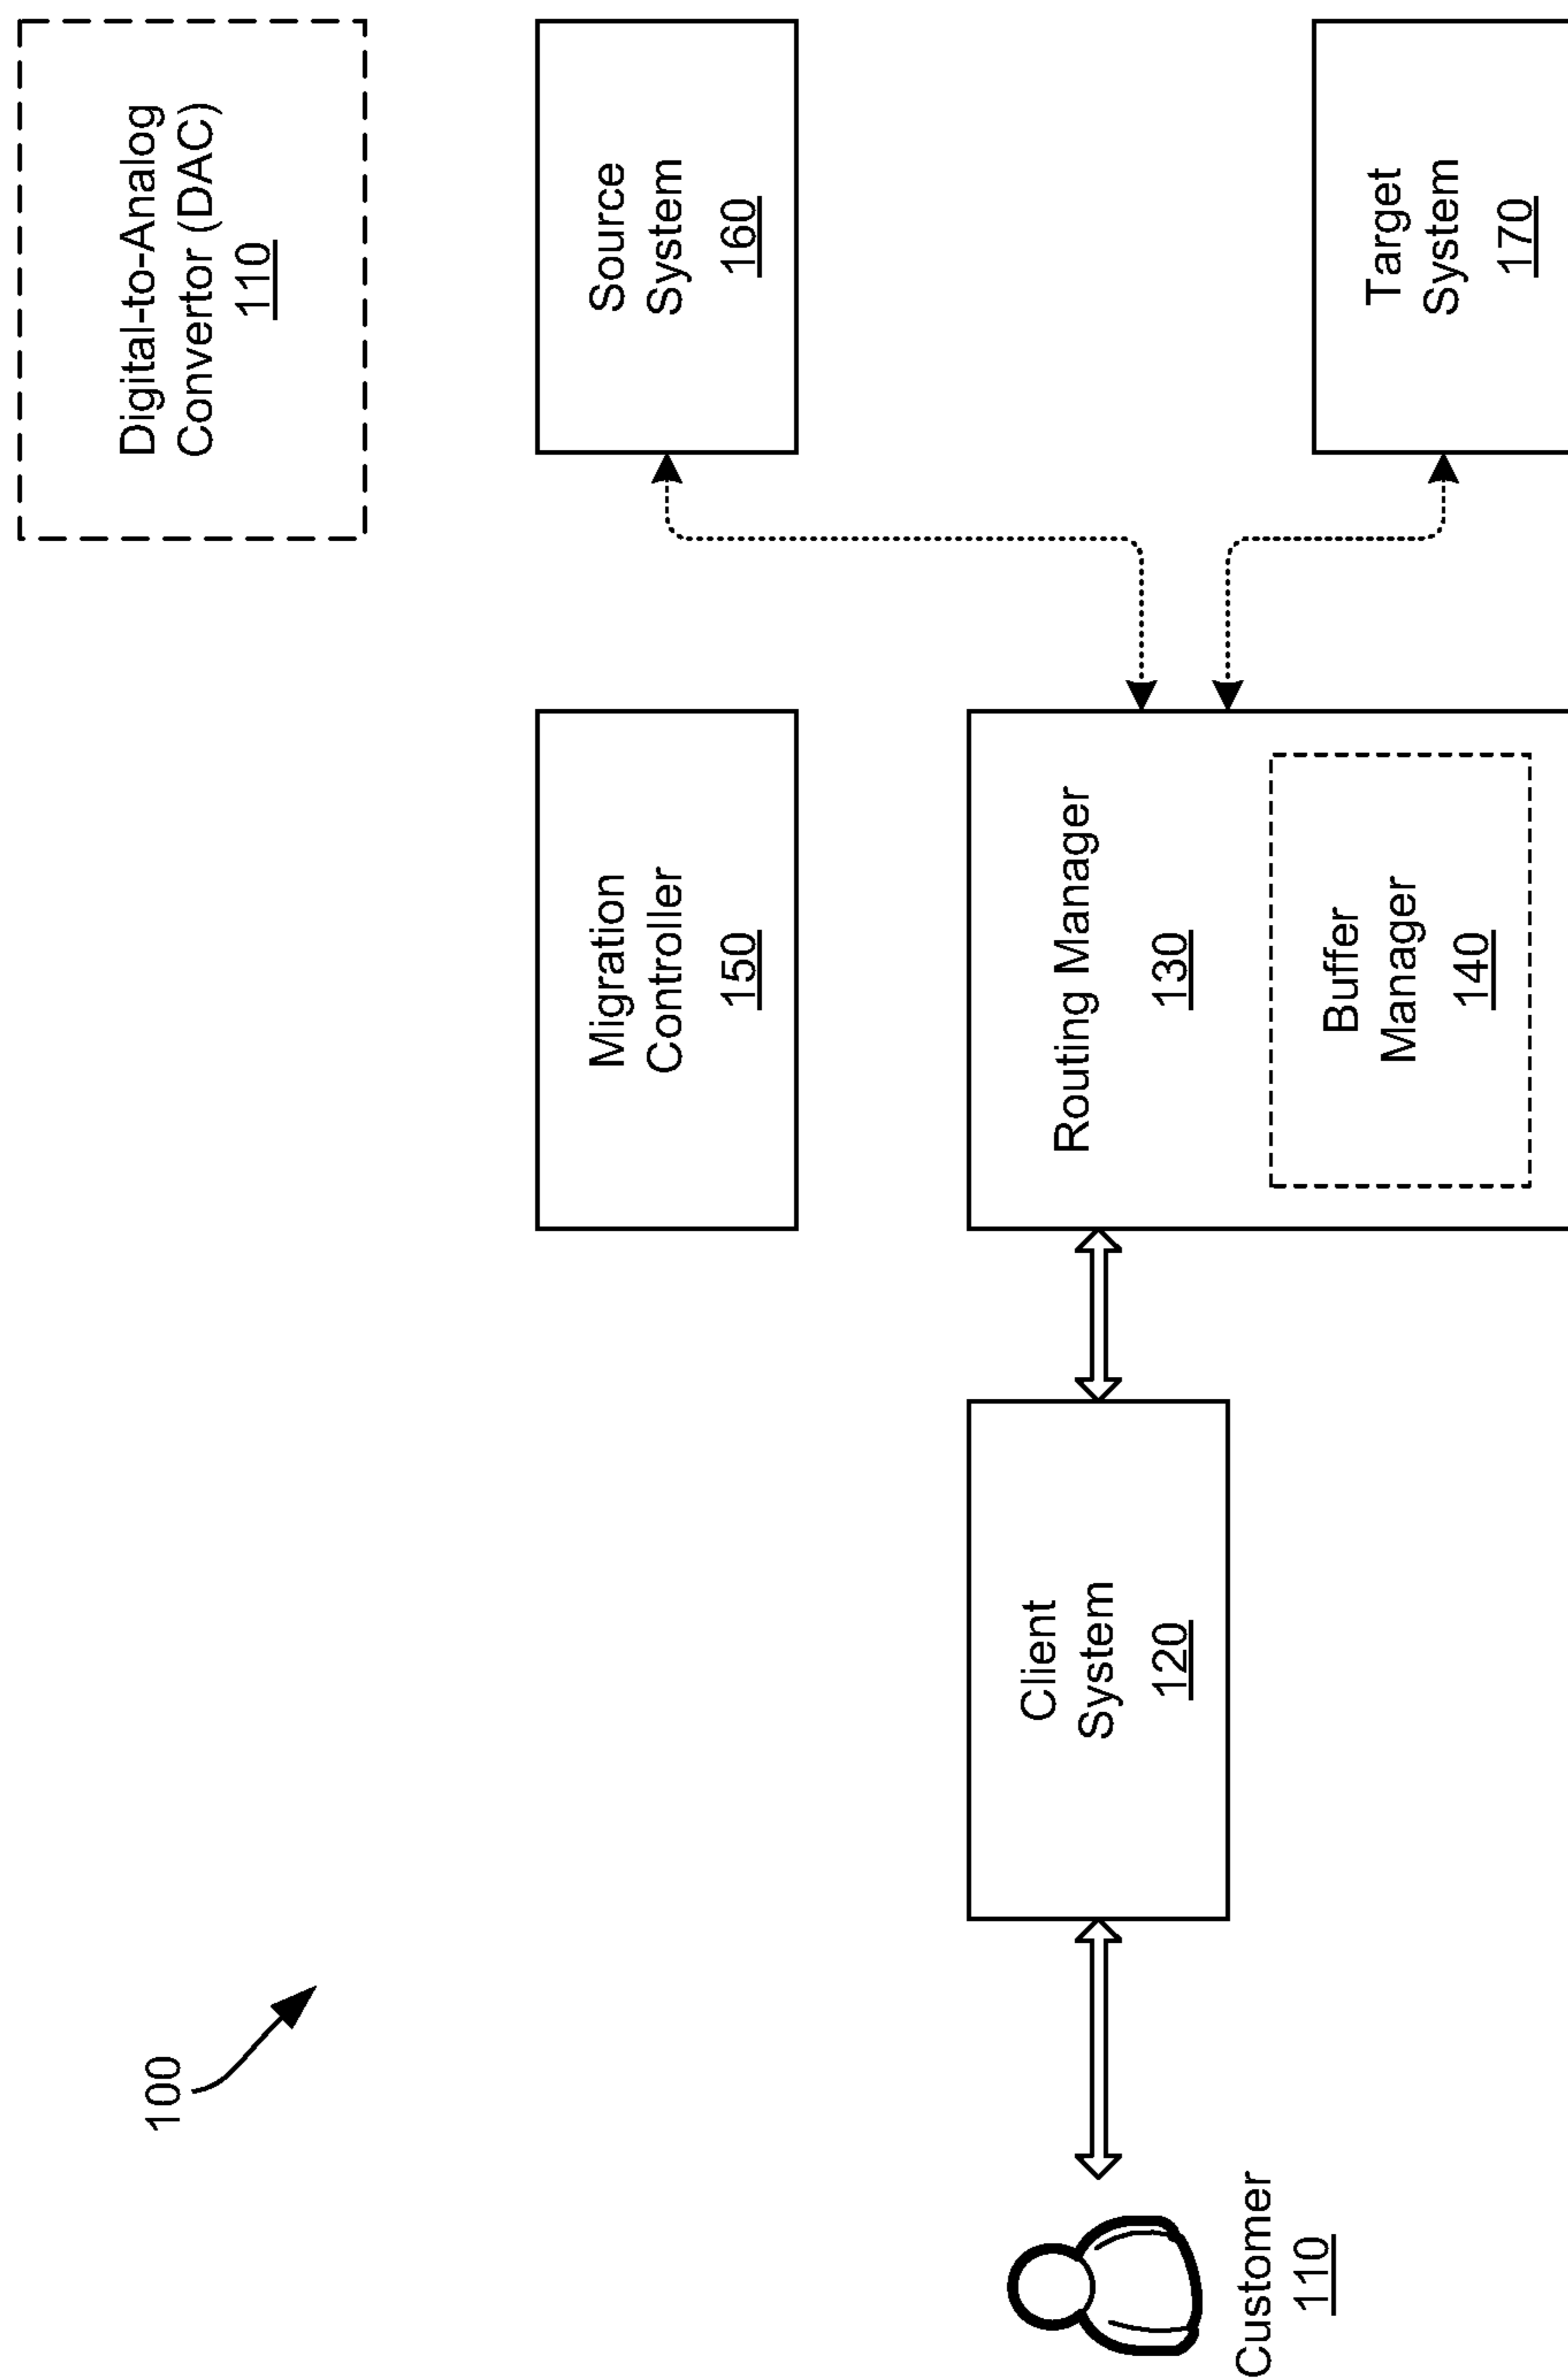 100
Digital-to-Analog
Convertor (DAC)
110
Migration
Controller
150
Source
System
160
Customer
110
Client
System
120
Routing Manager
130
Buffer
Manager
140
Target
System
170